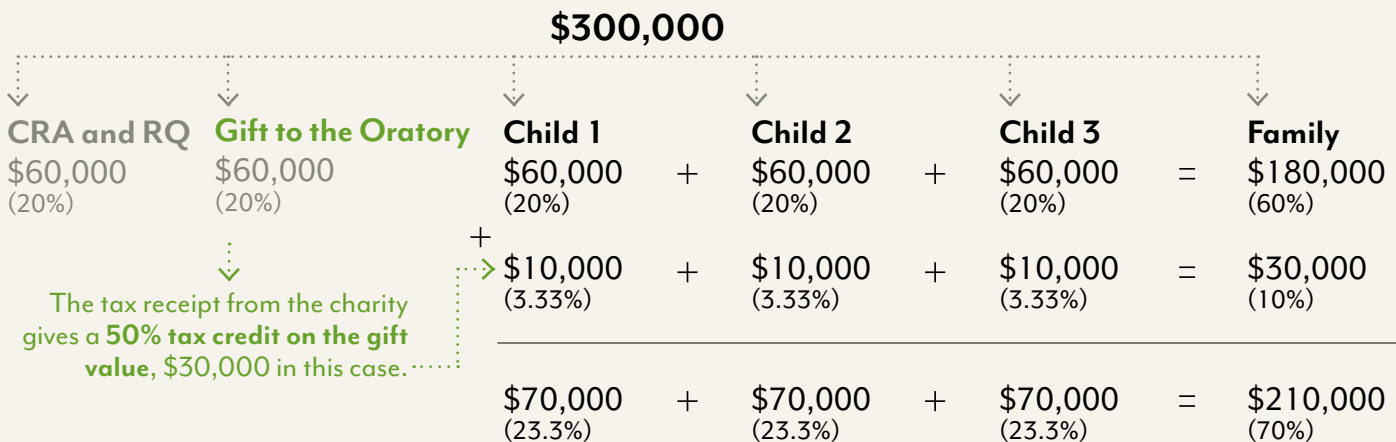 $300,000
CRA and RQ Gift to the Oratory Child 1 Child 2 Child 3 Family
$60,000 $60,000 $60,000 + $60,000 + $60,000 = $180,000
(20%) (20%) (20%) (20%) (20%) (60%)
+
$10,000 + $10,000 + $10,000 = $30,000
(3.33%) (3.33%) (3.33%) (10%)
The tax receipt from the charity
gives a 50% tax credit on the gift
value, $30,000 in this case.
$70,000 + $70,000 + $70,000 = $210,000
(23.3%) (23.3%) (23.3%) (70%)